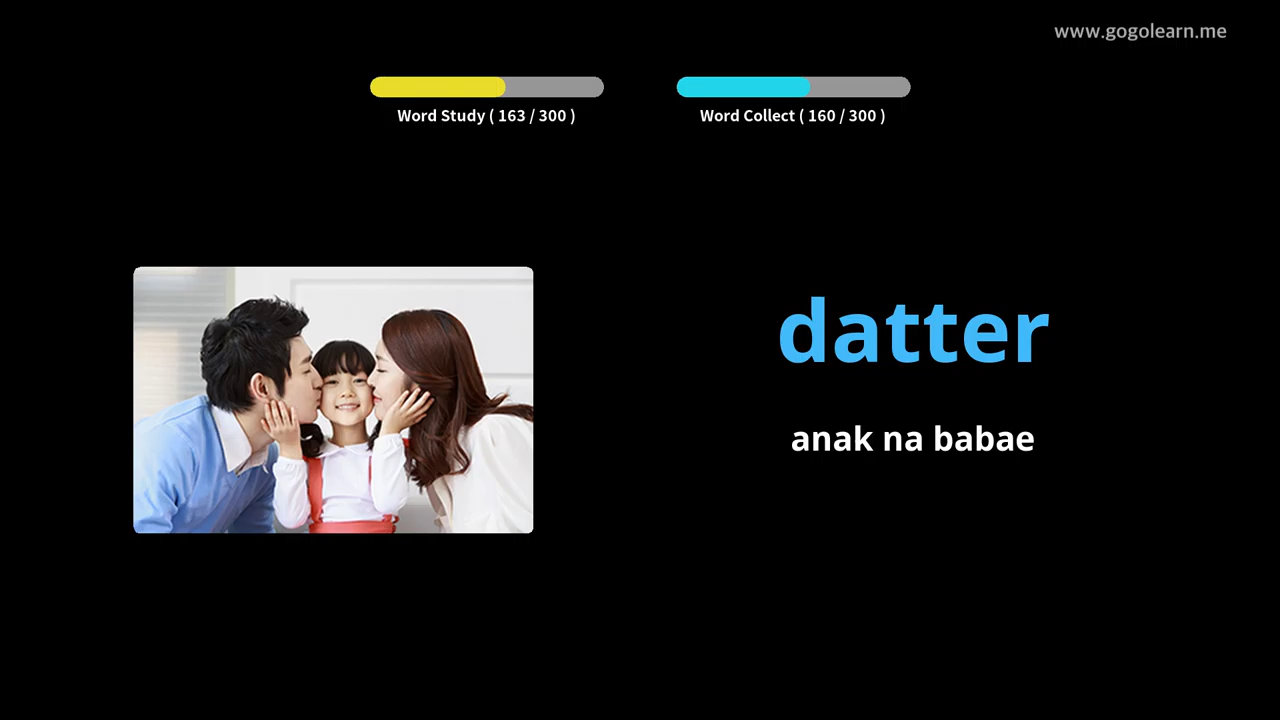 www.gogolearn.me
Word Study ( 163 / 300 )
Word Collect ( 160 / 300 )
datter
anak na babae